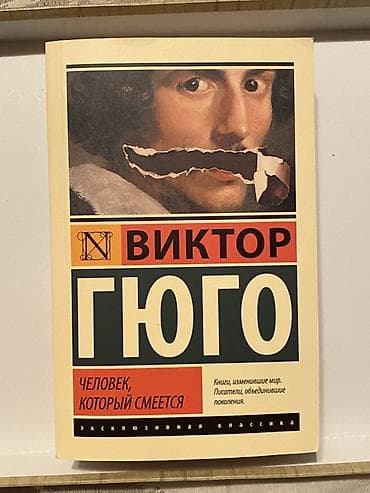 N
ВИКТОР
ГЮГО
ЧЕЛОВЕК,
КОТОРЫЙ СМЕЕТСЯ
Книги, изменившие мир.
Писатели, объединившие
поколения.
эксклюзивная классика